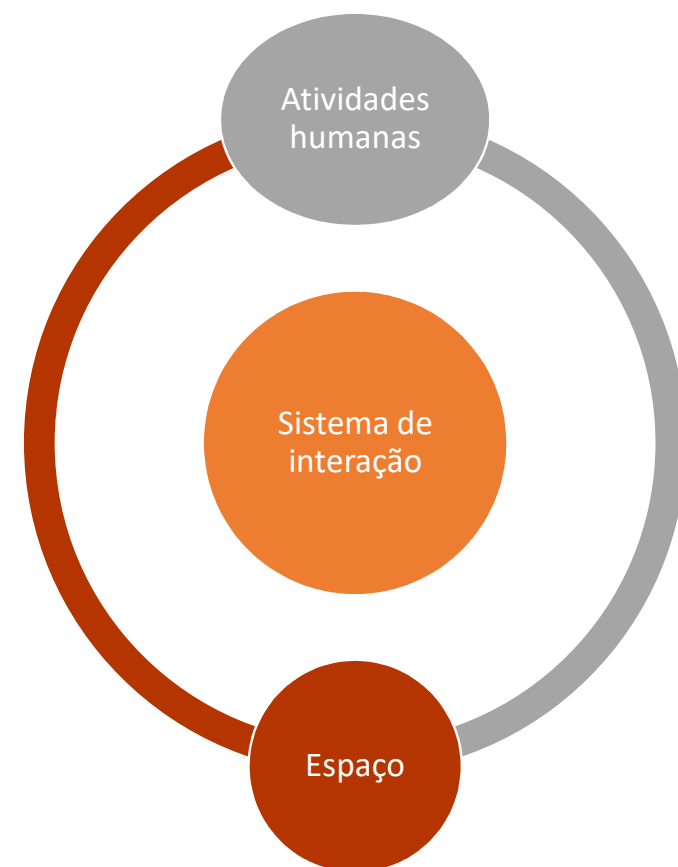 Atividades
humanas
Sistema de
interação
Espaço